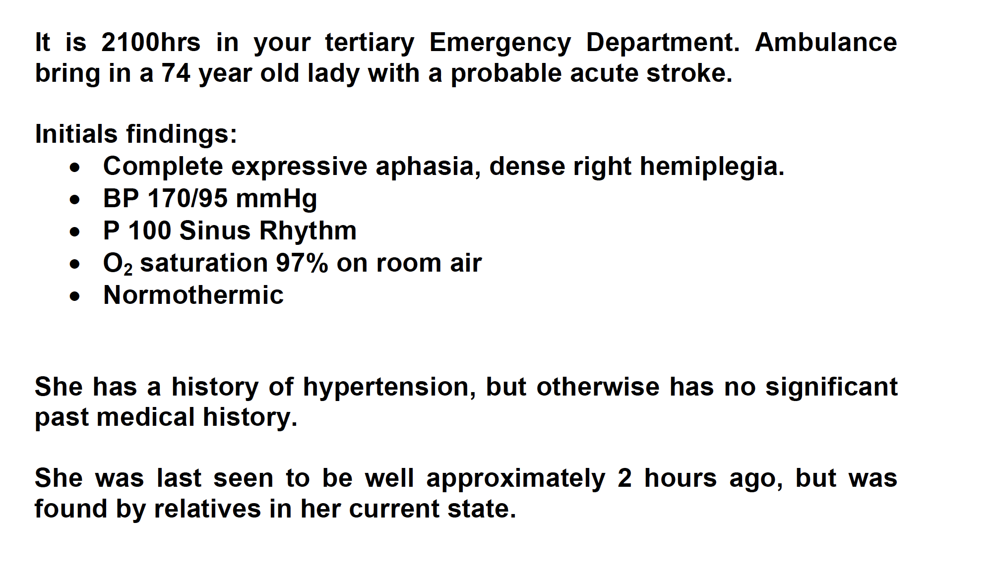 It is 2100hrs in your tertiary Emergency Department. Ambulance
bring in a 74 year old lady with a probable acute stroke.
Initials findings:
• Complete expressive aphasia, dense right hemiplegia.
• BP 170/95 mmHg
• P 100 Sinus Rhythm
• O₂ saturation 97% on room air
• Normothermic
She has a history of hypertension, but otherwise has no significant
past medical history.
She was last seen to be well approximately 2 hours ago, but was
found by relatives in her current state.